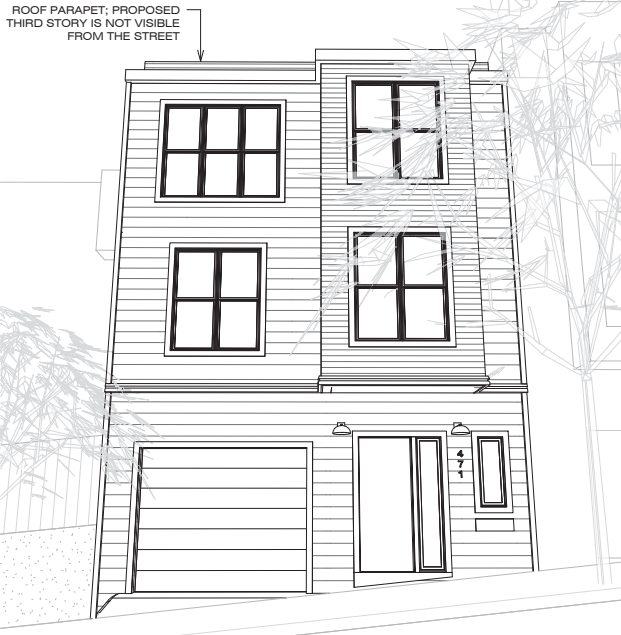 ROOF PARAPET; PROPOSED
THIRD STORY IS NOT VISIBLE
FROM THE STREET
4
7
1